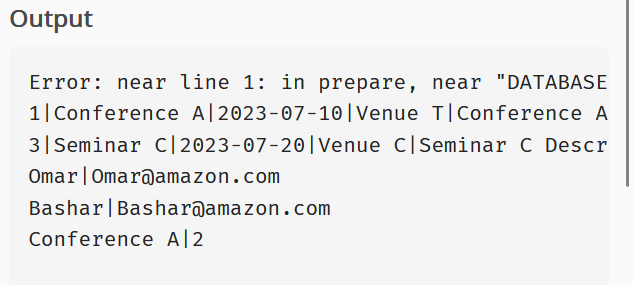 Output
Error: near line 1: in prepare, near "DATABASE
1|Conference A|2023-07-10|Venue T|Conference A
3|Seminar C|2023-07-20|Venue C|Seminar C Descr
Omar|Omar@amazon.com
Bashar|Bashar@amazon.com
Conference A|2